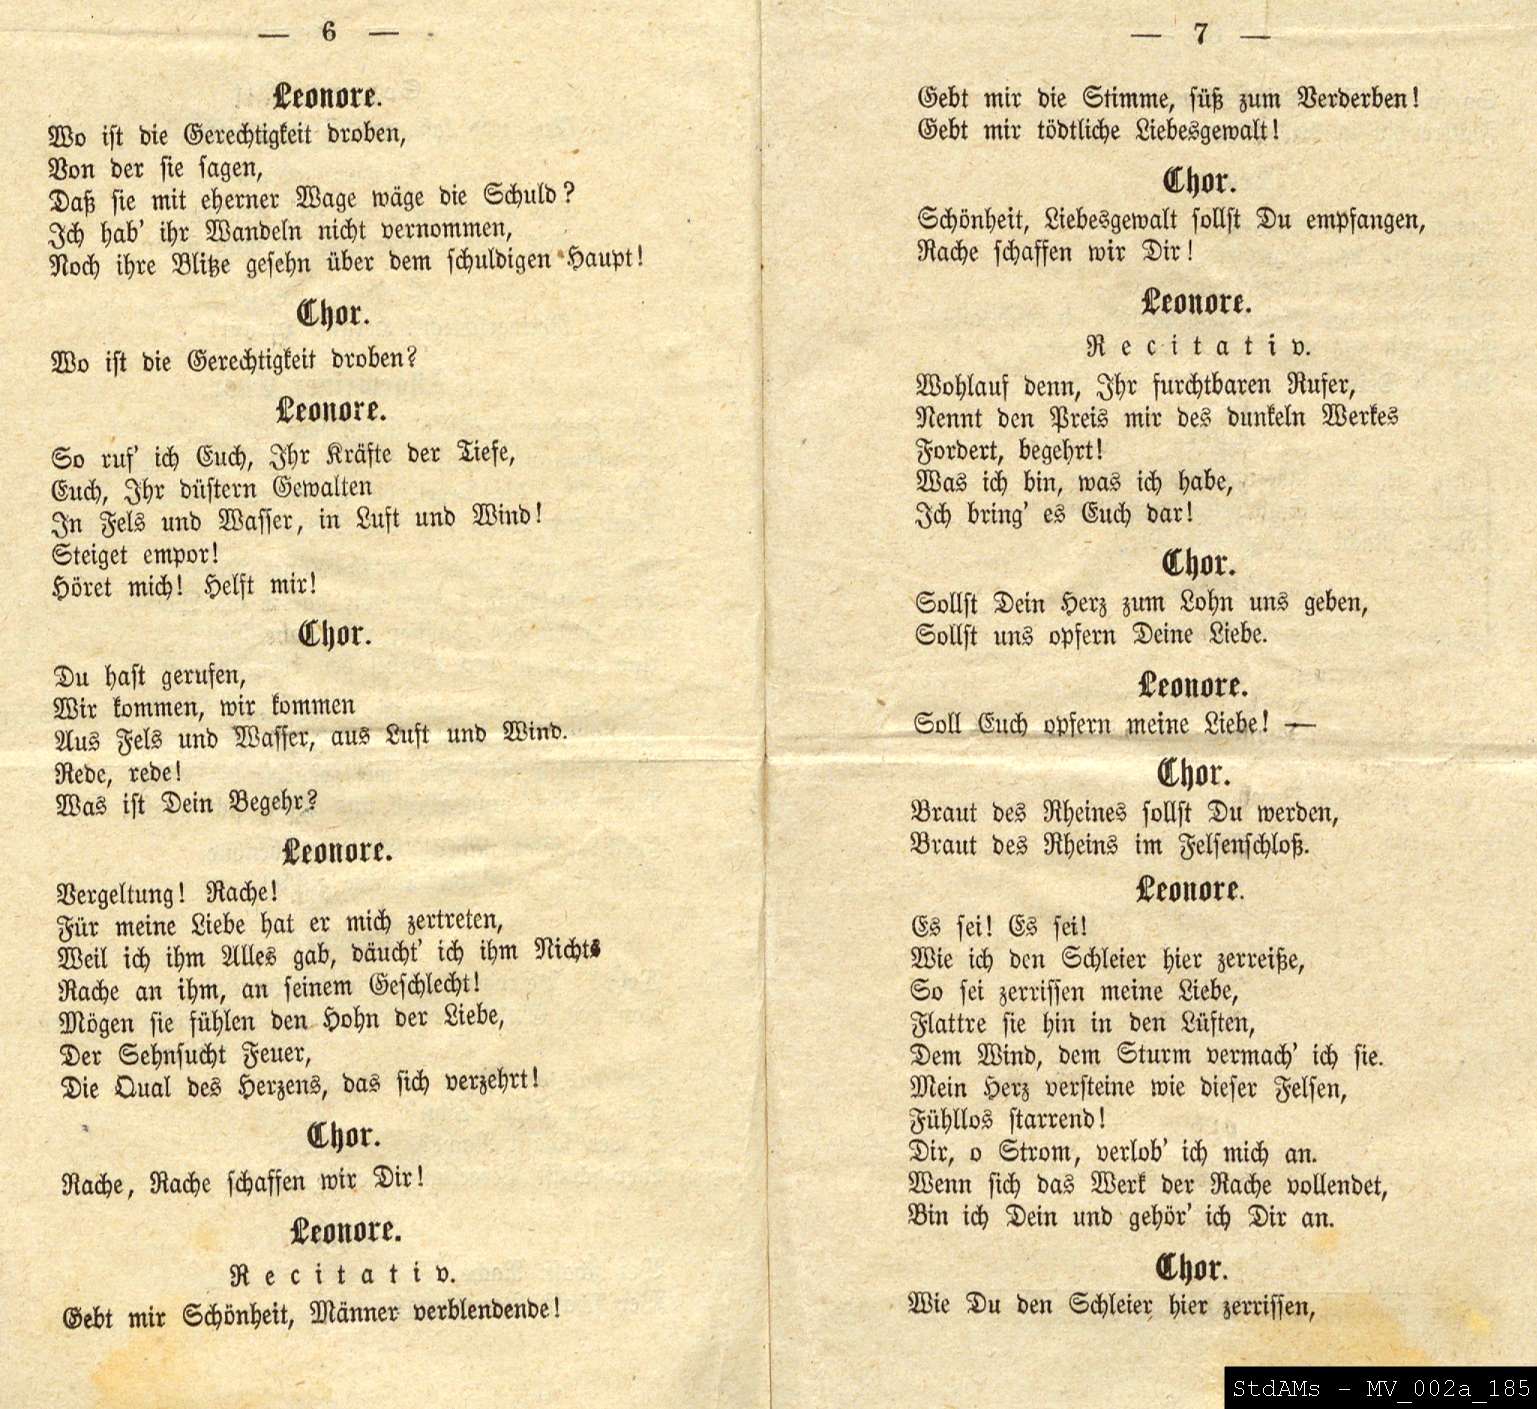 — 6 —
Leonore.
Wo ist die Gerechtigkeit droben,
Von der sie sagen,
Daß sie mit eherner Wage wäge die Schuld?
Ich hab' ihr Wandeln nicht vernommen,
Noch ihre Blitze gesehn über dem schuldigen Haupt!
Chor.
Wo ist die Gerechtigkeit droben?
Leonore.
So ruf' ich Euch, Ihr Kräfte der Tiefe,
Euch, Ihr düstern Gewalten
In Fels und Wasser, in Luft und Wind!
Steiget empor!
Höret mich! Helft mir!
Chor.
Du hast gerufen,
Wir kommen, wir kommen
Aus Fels und Wasser, aus Luft und Wind.
Rede, rede!
Was ist Dein Begehr?
Leonore.
Vergeltung! Rache!
Für meine Liebe hat er mich zertreten,
Weil ich ihm Alles gab, däucht' ich ihm Nichts
Rache an ihm, an seinem Geschlecht!
Mögen sie fühlen den Hohn der Liebe,
Der Sehnsucht Feuer,
Die Qual des Herzens, das sich verzehrt!
Chor.
Rache, Rache schaffen wir Dir!
Leonore.
Recitativ.
Gebt mir Schönheit, Männer verblendende!
— 7 —
Gebt mir die Stimme, süß zum Verderben!
Gebt mir tödtliche Liebesgewalt!
Chor.
Schönheit, Liebesgewalt sollst Du empfangen,
Rache schaffen wir Dir!
Leonore.
Recitativ.
Wohlauf denn, Ihr furchtbaren Rufer,
Nennt den Preis mir des dunkeln Werkes
Fordert, begehrt!
Was ich bin, was ich habe,
Ich bring' es Euch dar!
Chor.
Sollst Dein Herz zum Lohn uns geben,
Sollst uns opfern Deine Liebe.
Leonore.
Soll Euch opfern meine Liebe! —
Chor.
Braut des Rheines sollst Du werden,
Braut des Rheins im Felsenschloß.
Leonore.
Es sei! Es sei!
Wie ich den Schleier hier zerreiße,
So sei zerrissen meine Liebe,
Flattre sie hin in den Lüften,
Dem Wind, dem Sturm vermach' ich sie.
Mein Herz versteine wie dieser Felsen,
Fühllos starrend!
Dir, o Strom, verlob' ich mich an.
Wenn sich das Werk der Rache vollendet,
Bin ich Dein und gehör' ich Dir an.
Chor.
Wie Du den Schleier hier zerrissen,
StdAMs - MV_002a_185